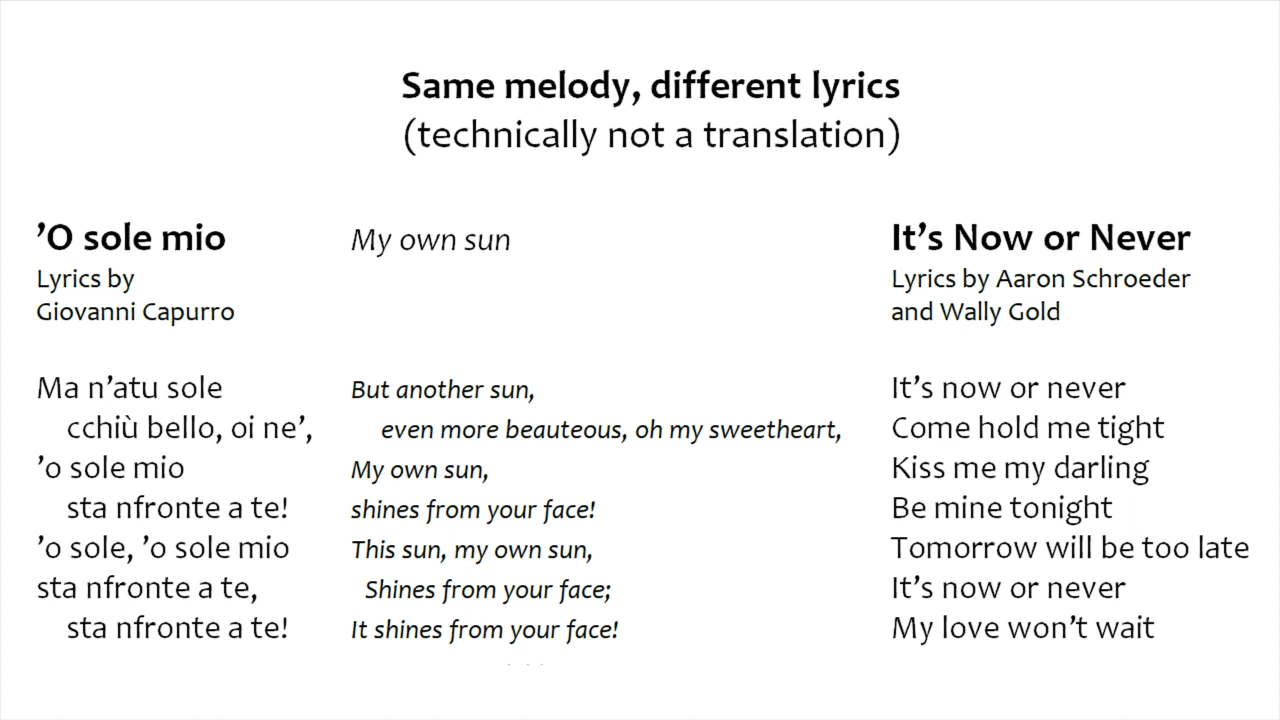 Same melody, different lyrics
(technically not a translation)
’O sole mio
Lyrics by
Giovanni Capurro
Ma n’atu sole
cchiù bello, oi ne’,
’o sole mio
sta nfronte a te!
’o sole, ’o sole mio
sta nfronte a te,
sta nfronte a te!
My own sun
But another sun,
even more beauteous, oh my sweetheart,
My own sun,
shines from your face!
This sun, my own sun,
Shines from your face;
It shines from your face!
It’s Now or Never
Lyrics by Aaron Schroeder
and Wally Gold
It’s now or never
Come hold me tight
Kiss me my darling
Be mine tonight
Tomorrow will be too late
It’s now or never
My love won’t wait